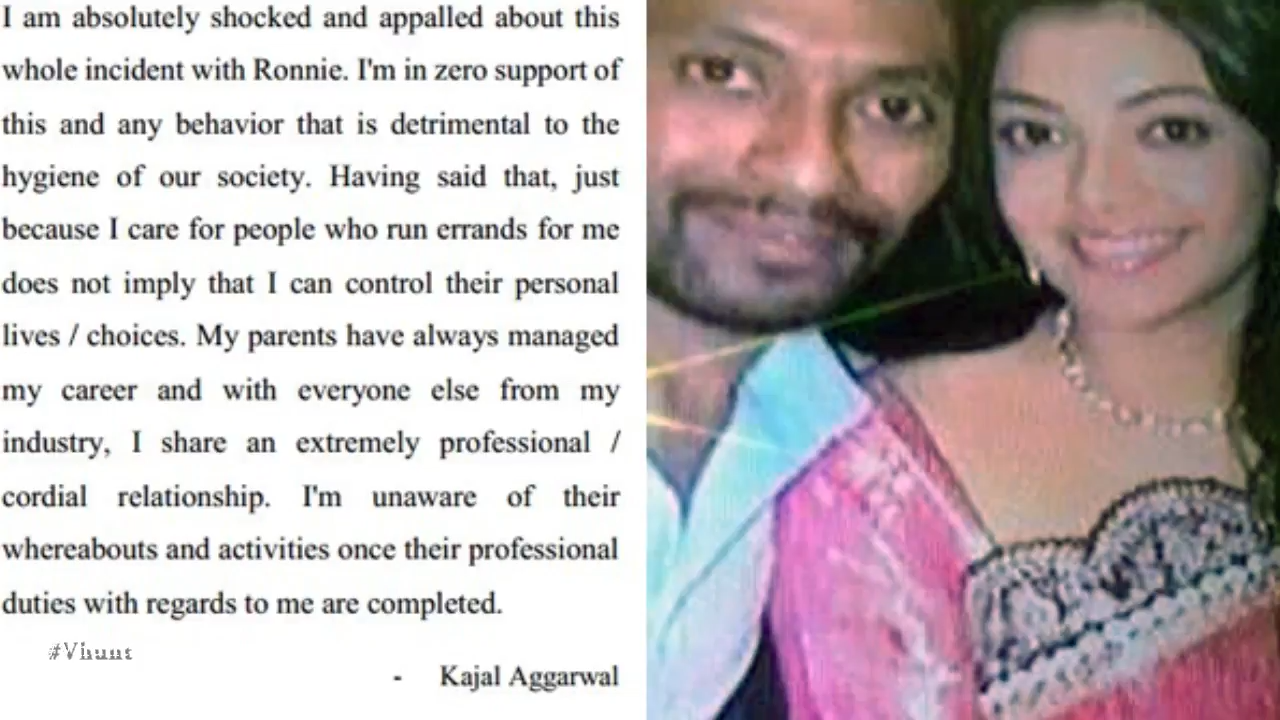 I am absolutely shocked and appalled about this
whole incident with Ronnie. I'm in zero support of
this and any behavior that is detrimental to the
hygiene of our society. Having said that, just
because I care for people who run errands for me
does not imply that I can control their personal
lives / choices. My parents have always managed
my career and with everyone else from my
industry, I share an extremely professional /
cordial relationship. I'm unaware of their
whereabouts and activities once their professional
duties with regards to me are completed.
#Vhunt
- Kajal Aggarwal